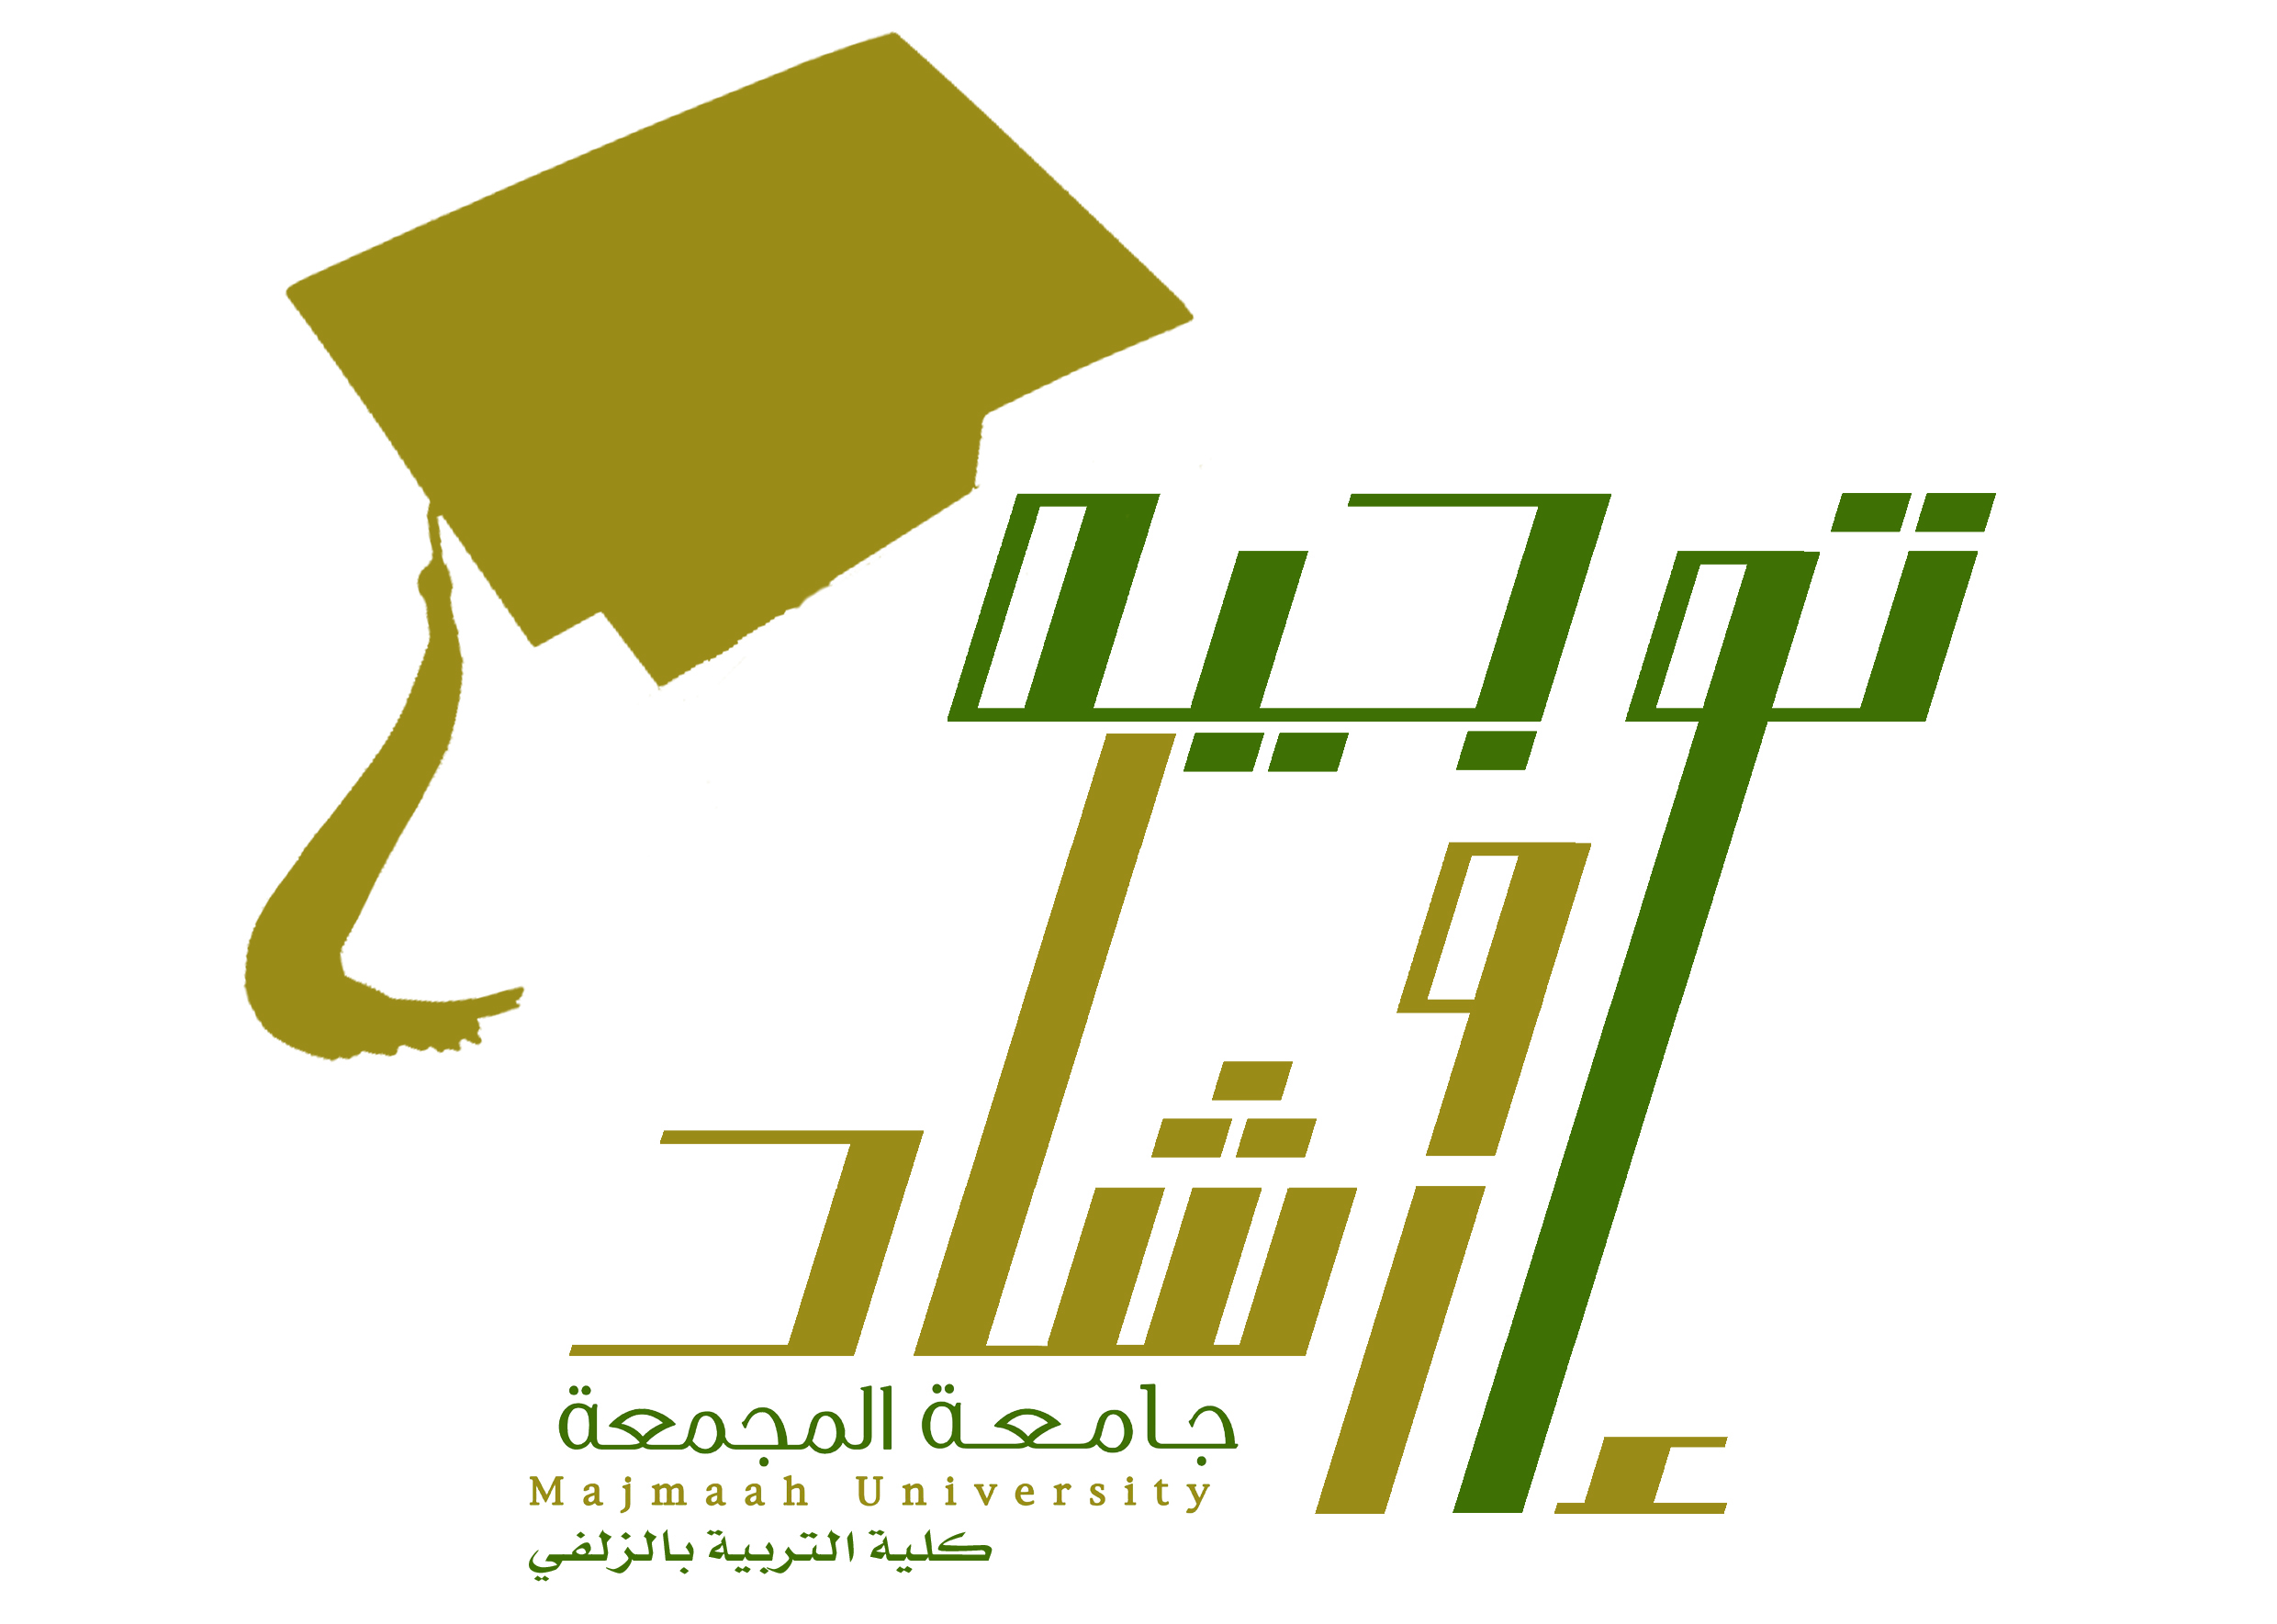 توجيه
وإرشاد
جامعة المجمعة
Majmaah University
كلية التربية بالزلفي